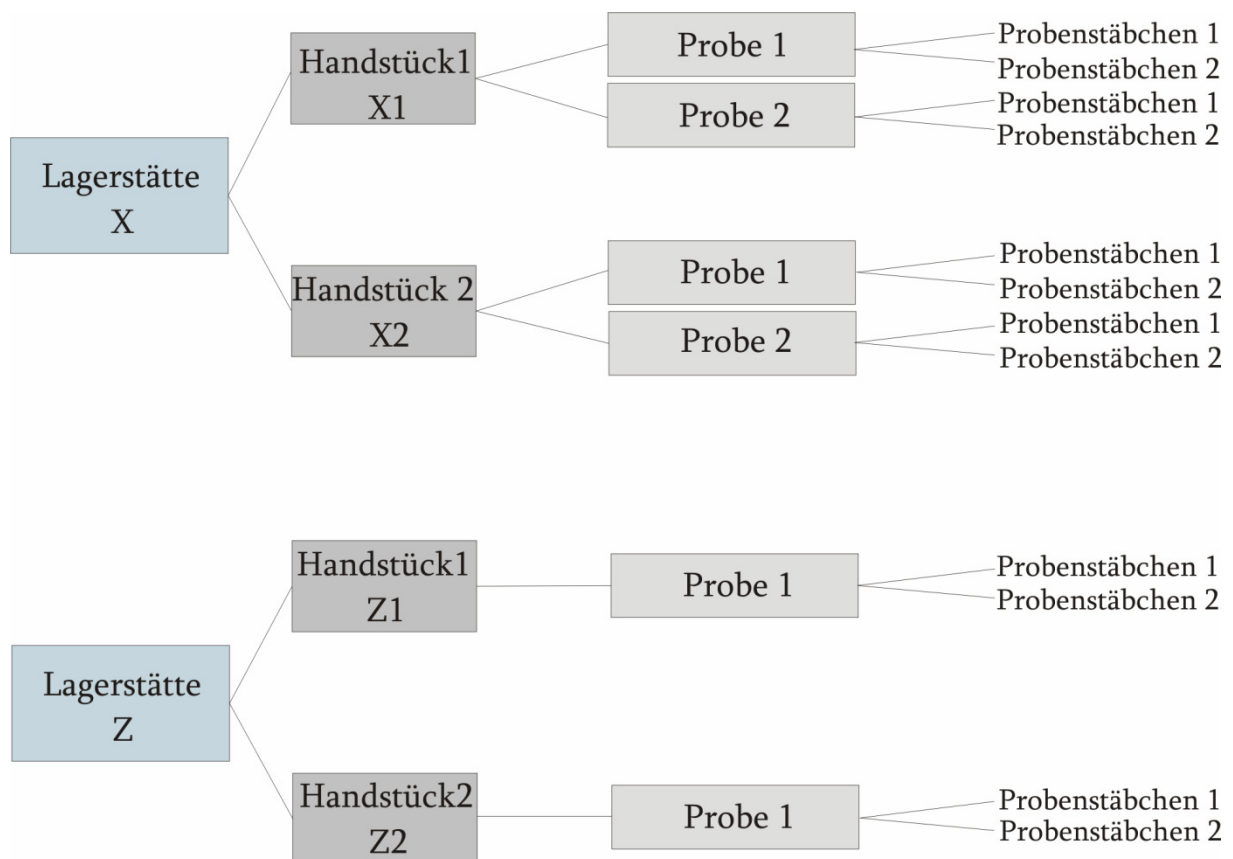 Lagerstätte
X
Handstück1
X1
Probe 1
Probenstäbchen 1
Probenstäbchen 2
Probe 2
Probenstäbchen 1
Probenstäbchen 2
Handstück 2
X2
Probe 1
Probenstäbchen 1
Probenstäbchen 2
Probe 2
Probenstäbchen 1
Probenstäbchen 2
Lagerstätte
Z
Handstück1
Z1
Probe 1
Probenstäbchen 1
Probenstäbchen 2
Handstück2
Z2
Probe 1
Probenstäbchen 1
Probenstäbchen 2